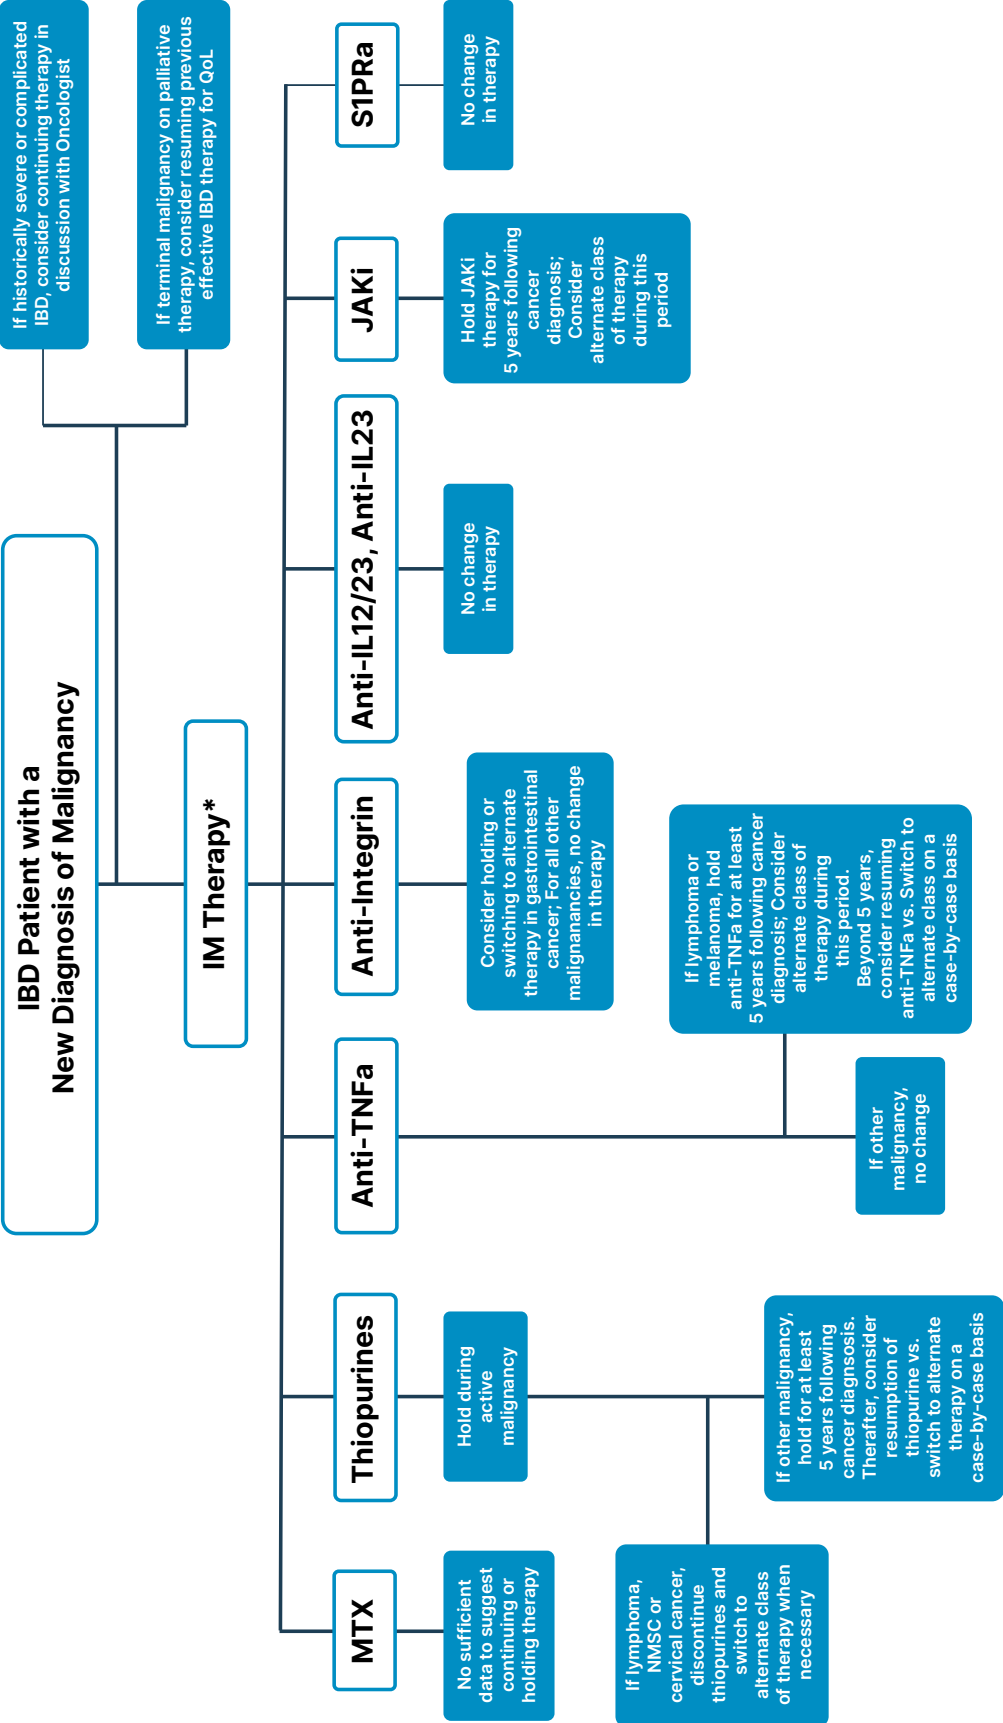 IBD Patient with a
New Diagnosis of Malignancy
If historically severe or complicated
IBD, consider continuing therapy in
discussion with Oncologist
If terminal malignancy on palliative
therapy, consider resuming previous
effective IBD therapy for QoL
IM Therapy*
MTX
No sufficient
data to suggest
continuing or
holding therapy
Thiopurines
Hold during
active
malignancy
If lymphoma,
NMSC or
cervical cancer,
discontinue
thiopurines and
switch to
alternate class
of therapy when
necessary
If other malignancy,
hold for at least
5 years following
cancer diagnsosis.
Therafter, consider
resumption of
thiopurine vs.
switch to alternate
therapy on a
case-by-case basis
Anti-TNFa
If lymphoma or
melanoma, hold
anti-TNFa for at least
5 years following cancer
diagnosis; Consider
alternate class of
therapy during
this period.
Beyond 5 years,
consider resuming
anti-TNFa vs. Switch to
alternate class on a
case-by-case basis
If other
malignancy,
no change
Anti-Integrin
Consider holding or
switching to alternate
therapy in gastrointestinal
cancer; For all other
malignanancies, no change
in therapy
Anti-IL12/23, Anti-IL23
No change
in therapy
JAKi
Hold JAKi
therapy for
5 years following
cancer
diagnosis;
Consider
alternate class
of therapy
during this
period
S1PRa
No change
in therapy